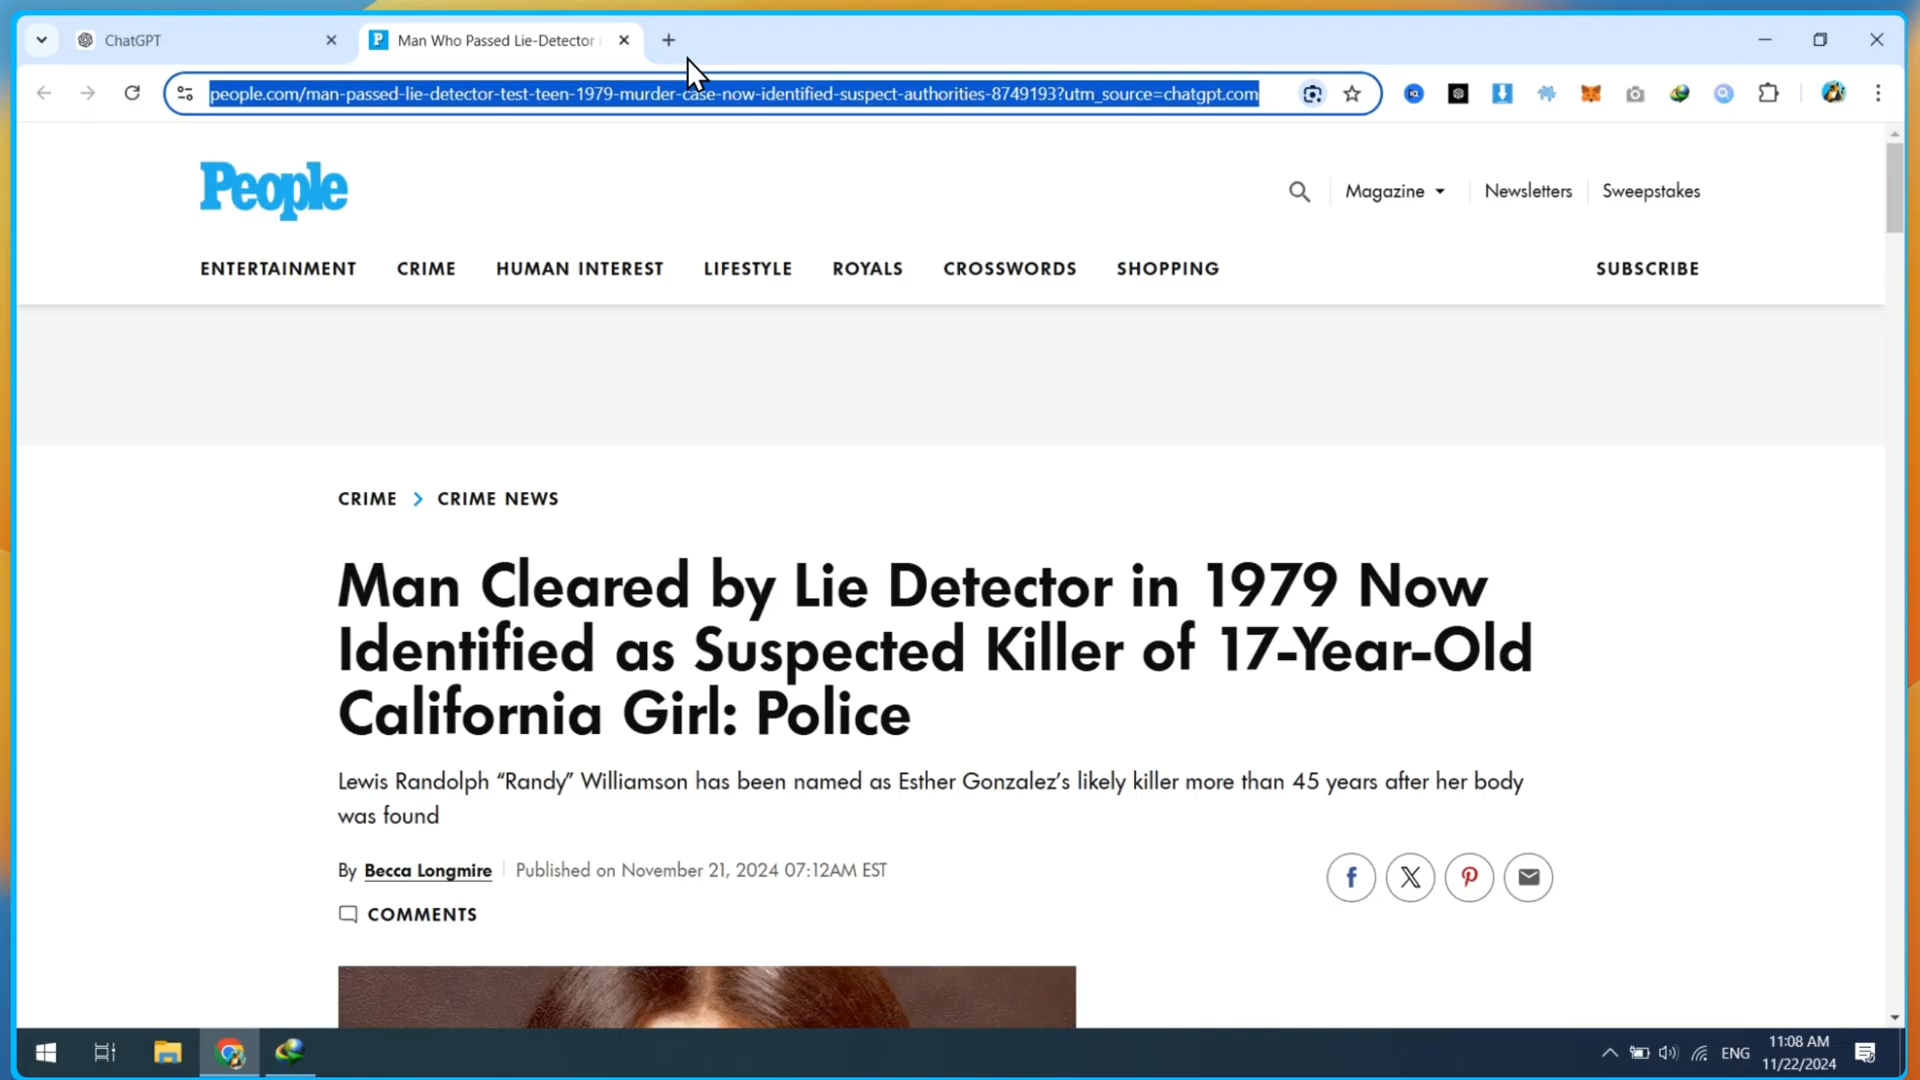 ChatGPT
Man Who Passed Lie-Detector
people.com/man-passed-lie-detector-test-teen-1979-murder-case-now-identified-suspect-authorities-8749193?utm_source=chatgpt.com
People
Magazine
Newsletters
Sweepstakes
ENTERTAINMENT
CRIME
HUMAN INTEREST
LIFESTYLE
ROYALS
CROSSWORDS
SHOPPING
SUBSCRIBE
CRIME > CRIME NEWS
Man Cleared by Lie Detector in 1979 Now
Identified as Suspected Killer of 17-Year-Old
California Girl: Police
Lewis Randolph “Randy” Williamson has been named as Esther Gonzalez’s likely killer more than 45 years after her body
was found
By Becca Longmire
Published on November 21, 2024 07:12AM EST
COMMENTS
ENG
11:08 AM
11/22/2024